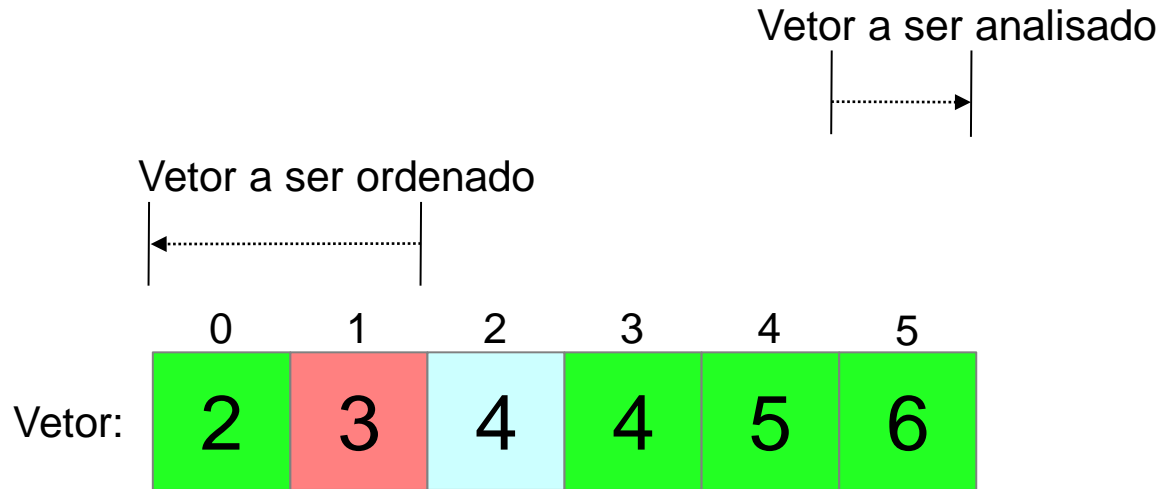 Vetor a ser analisado
Vetor a ser ordenado
0 1 2 3 4 5
Vetor: 2 3 4 4 5 6